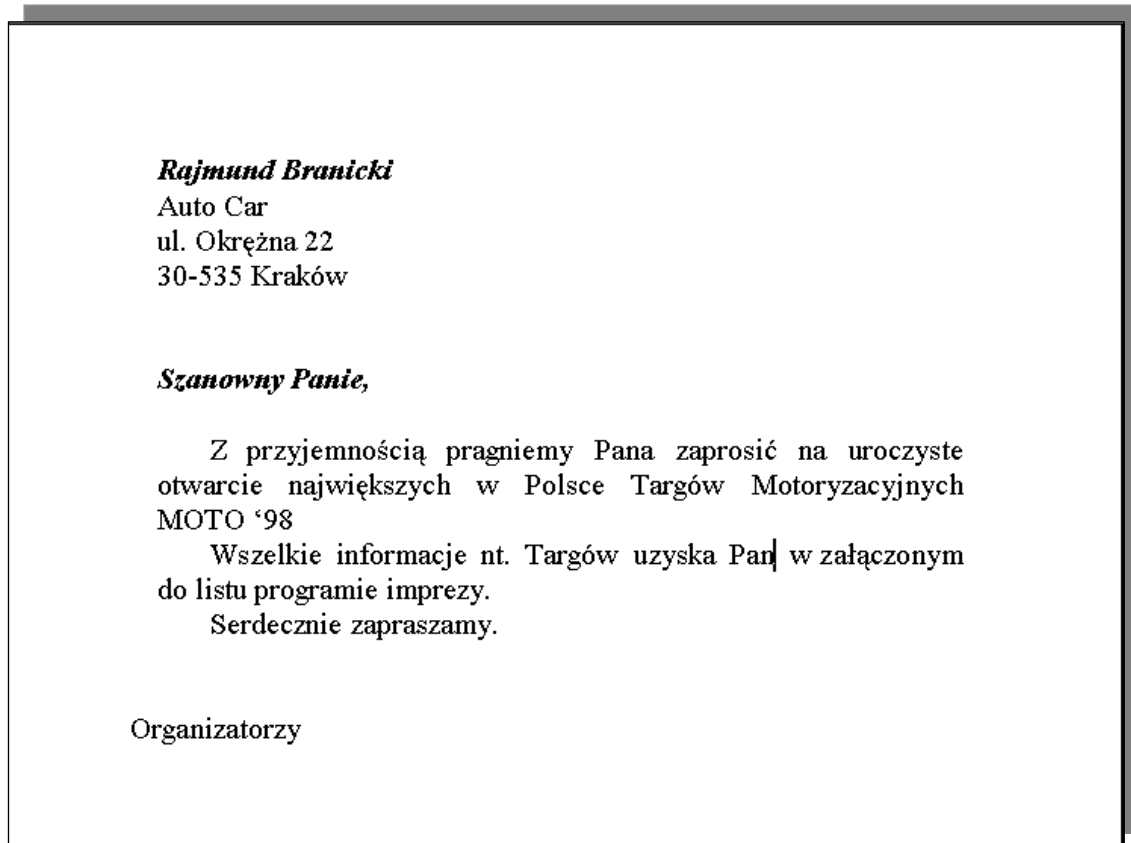 Rajmund Branicki
Auto Car
ul. Okrężna 22
30-535 Kraków
Szanowny Panie,
Z przyjemnością pragniemy Pana zaprosić na uroczyste
otwarcie największych w Polsce Targów Motoryzacyjnych
MOTO ‘98
Wszelkie informacje nt. Targów uzyska Pan w załączonym
do listu programie imprezy.
Serdecznie zapraszamy.
Organizatorzy